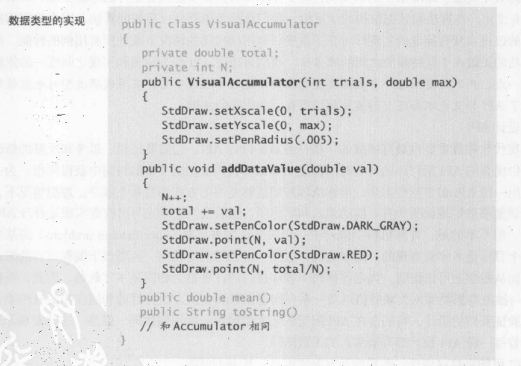 数据类型的实现
public class VisualAccumulator
{
private double total;
private int N;
public VisualAccumulator(int trials, double max)
{
StdDraw.setXscale(0, trials);
StdDraw.setYscale(0, max);
StdDraw.setPenRadius(.005);
}
public void addDataValue(double val)
{
N++;
total += val;
StdDraw.setPenColor(StdDraw.DARK_GRAY);
StdDraw.point(N, val);
StdDraw.setPenColor(StdDraw.RED);
StdDraw.point(N, total/N);
}
public double mean()
public String toString()
// 和 Accumulator 相同
}